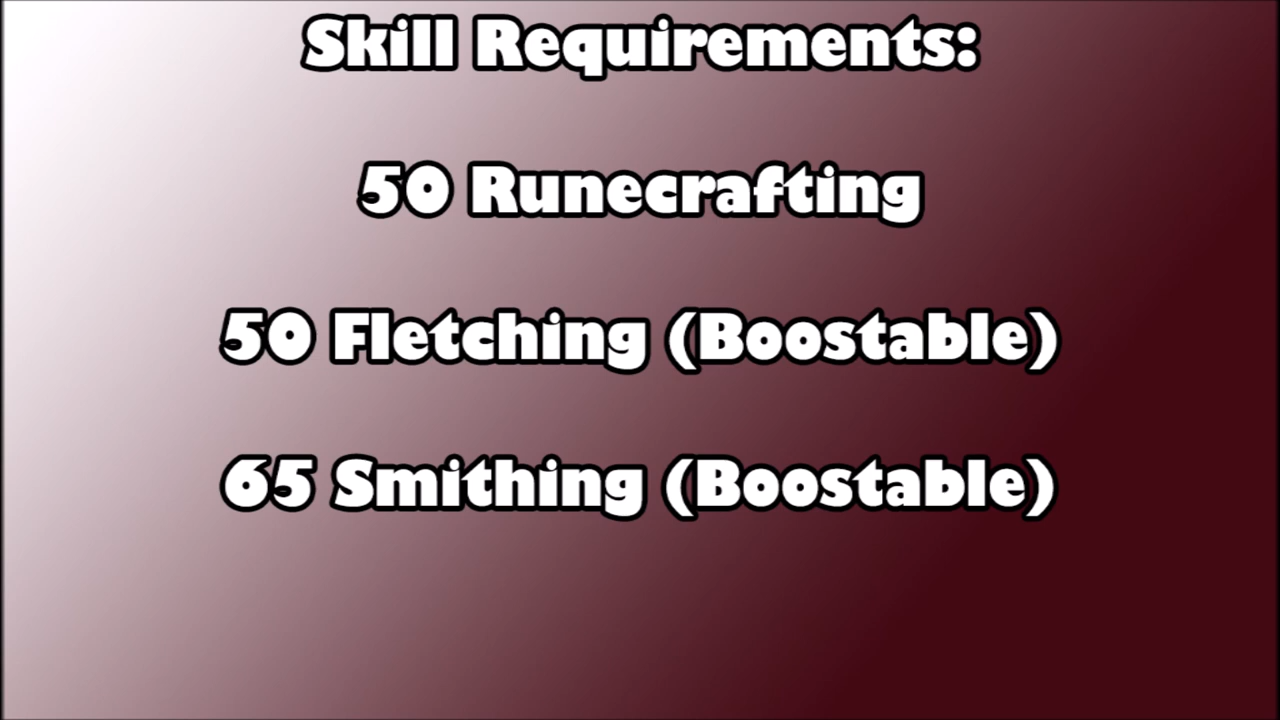 Skill Requirements:
50 Runecrafting
50 Fletching (Boostable)
65 Smithing (Boostable)